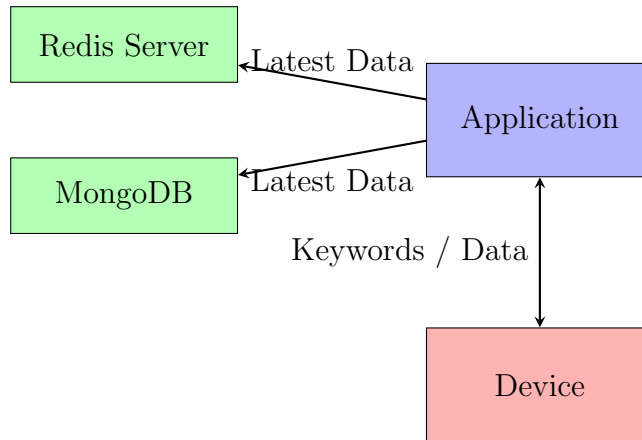 Redis Server
Latest Data
Application
MongoDB
Latest Data
Keywords / Data
Device